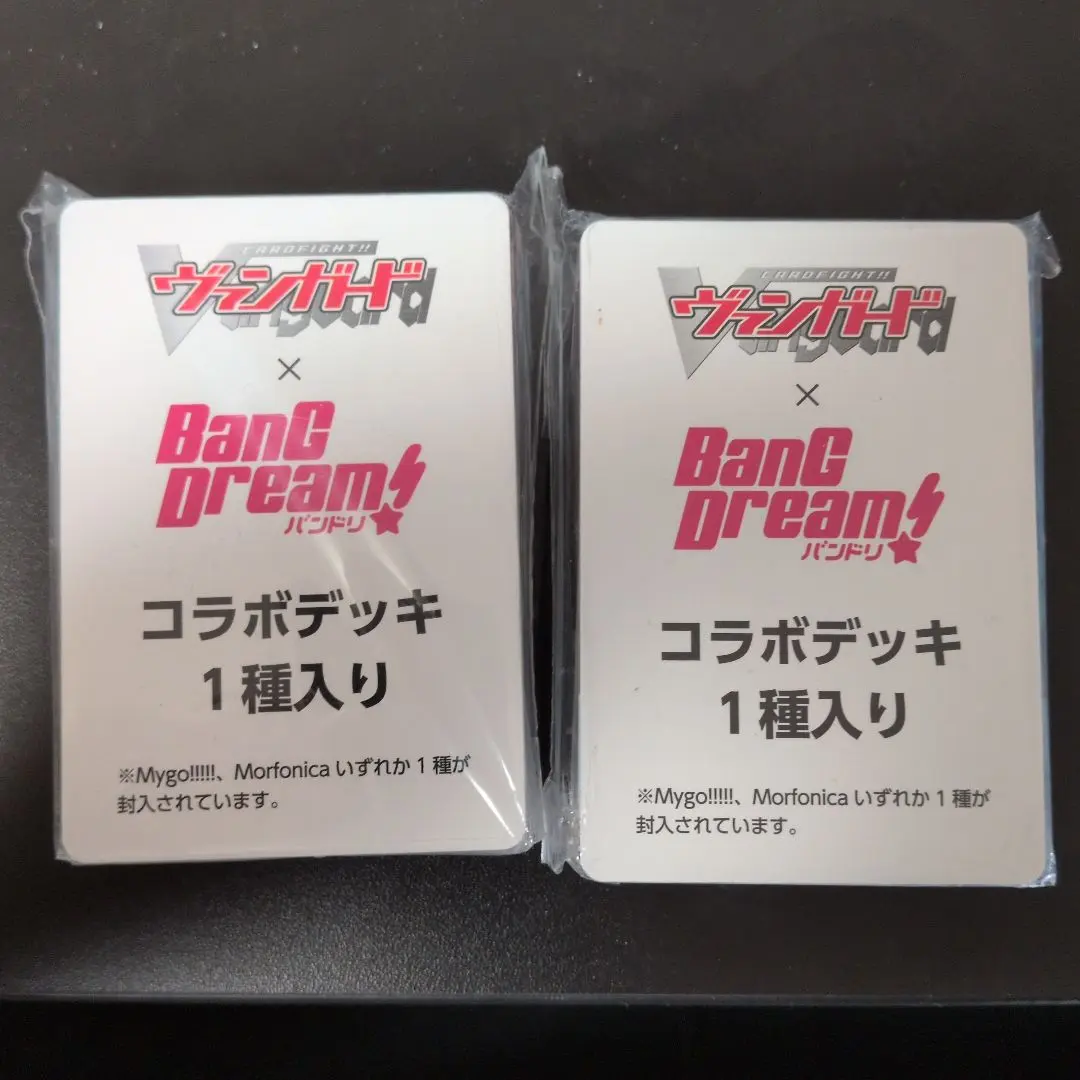 CARDFIGHT!!
ヴァンガード
Vanguard
×
BanG
Dream!
バンドリ
コラボデッキ
1種入り
※Mygo!!!!!、Morfonica いずれか 1 種が
封入されています。
CARDFIGHT!!
ヴァンガード
Vanguard
×
BanG
Dream!
バンドリ
コラボデッキ
1種入り
※Mygo!!!!!、Morfonica いずれか 1 種が
封入されています。